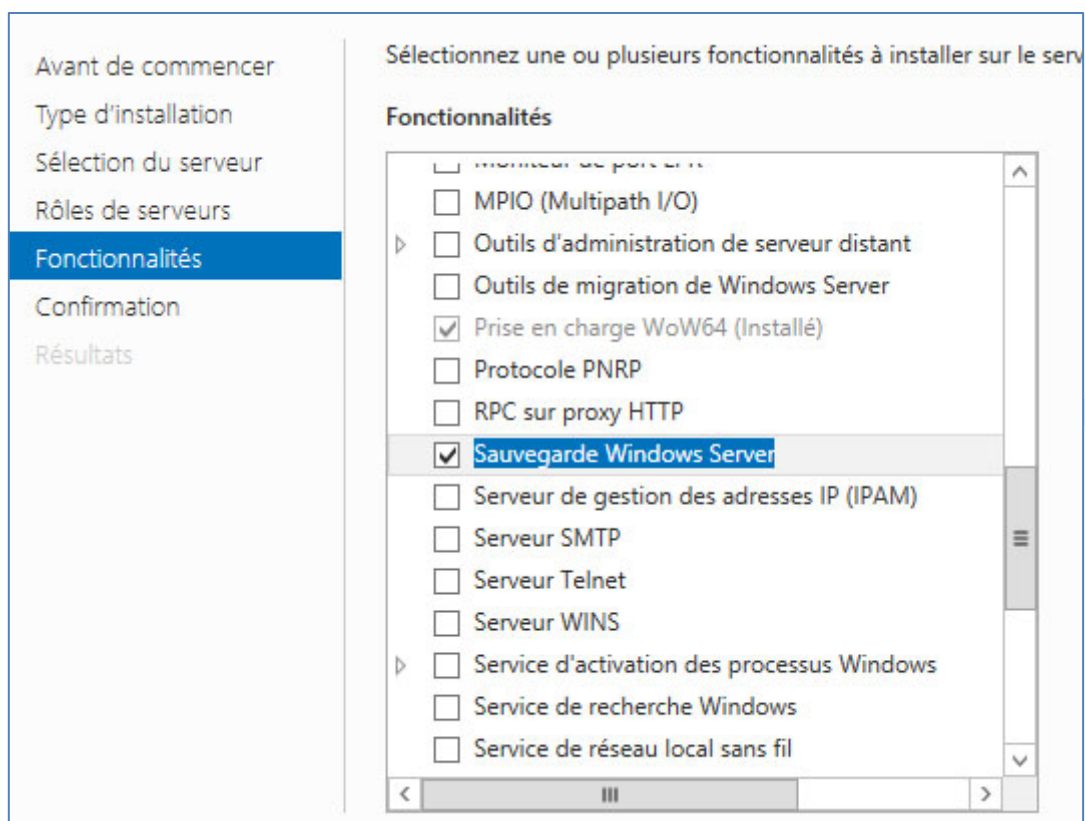 Avant de commencer
Type d'installation
Sélection du serveur
Rôles de serveurs
Fonctionnalités
Confirmation
Résultats
Sélectionnez une ou plusieurs fonctionnalités à installer sur le serv
Fonctionnalités
Moniteur de port LPR
MPIO (Multipath I/O)
Outils d'administration de serveur distant
Outils de migration de Windows Server
Prise en charge WoW64 (Installé)
Protocole PNRP
RPC sur proxy HTTP
Sauvegarde Windows Server
Serveur de gestion des adresses IP (IPAM)
Serveur SMTP
Serveur Telnet
Serveur WINS
Service d'activation des processus Windows
Service de recherche Windows
Service de réseau local sans fil